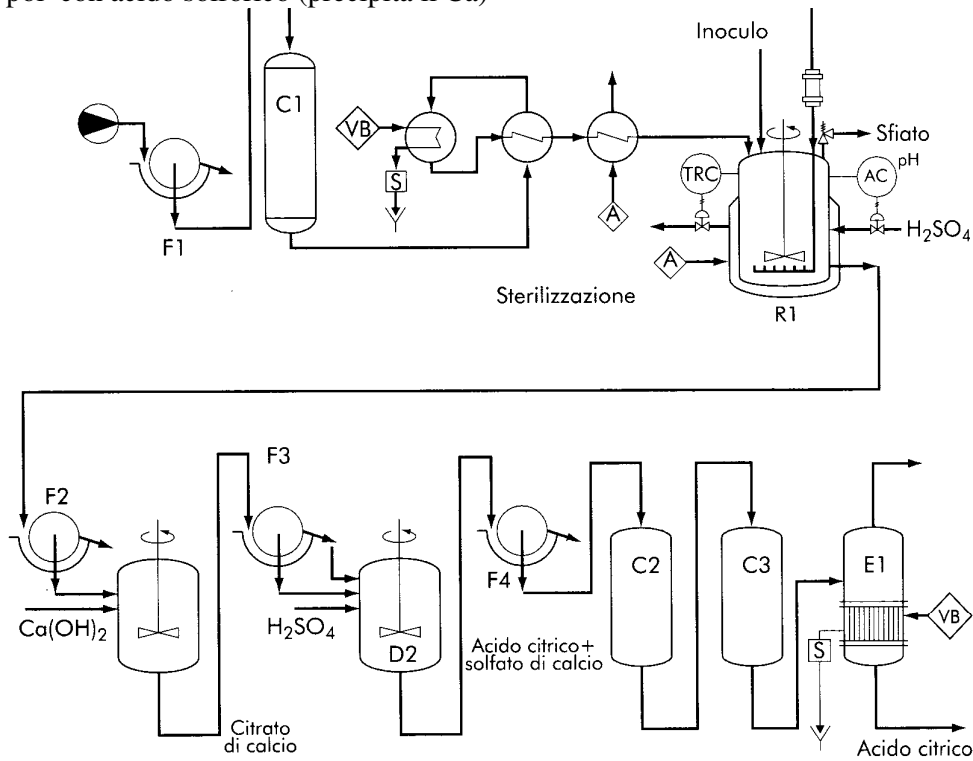 por con acido solforico (precipita il Ca)
Inoculo
C1
VB
Sfiato
pH
TRC
AC
S
F1
A
H₂SO₄
A
Sterilizzazione
R1
F3
F2
F4
C2
C3
E1
VB
Ca(OH)₂
H₂SO₄
D2
Acido citrico+
solfato di calcio
S
Citrato
di calcio
Acido citrico